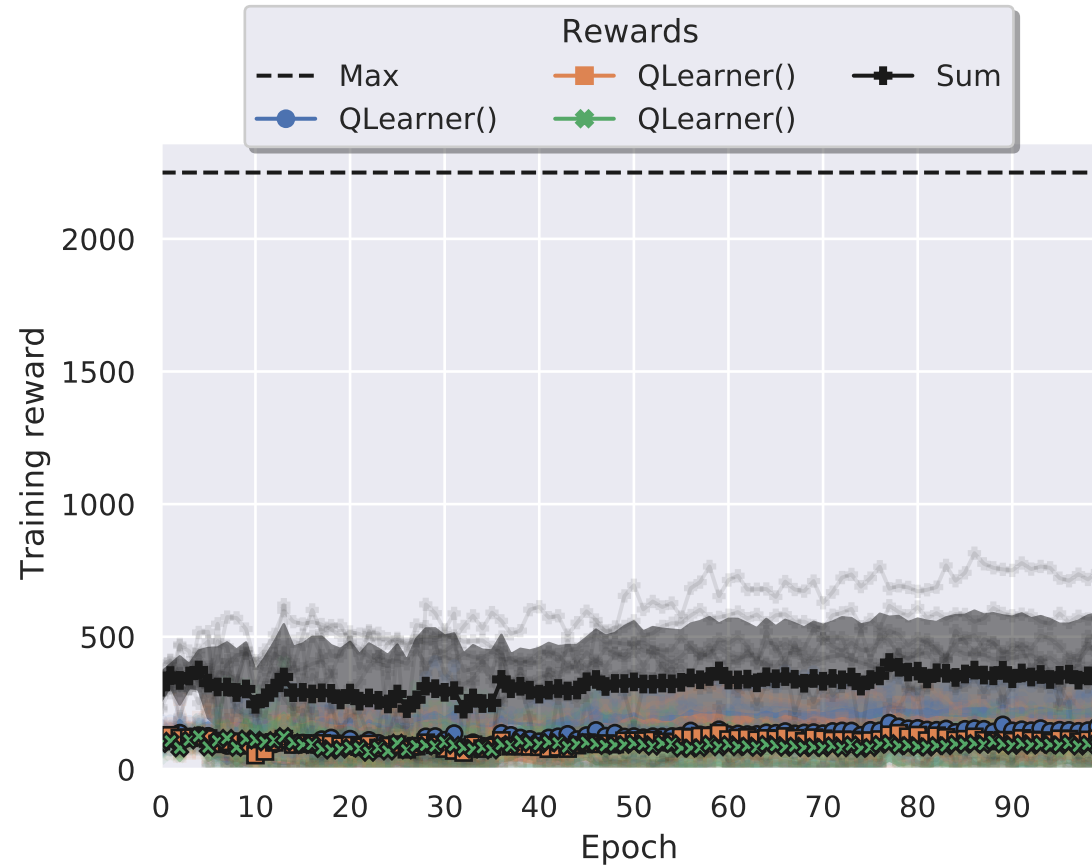 Rewards
Max QLearner() Sum
QLearner() QLearner()
2000
1500
1000
500
0
Training reward
0 10 20 30 40 50 60 70 80 90
Epoch